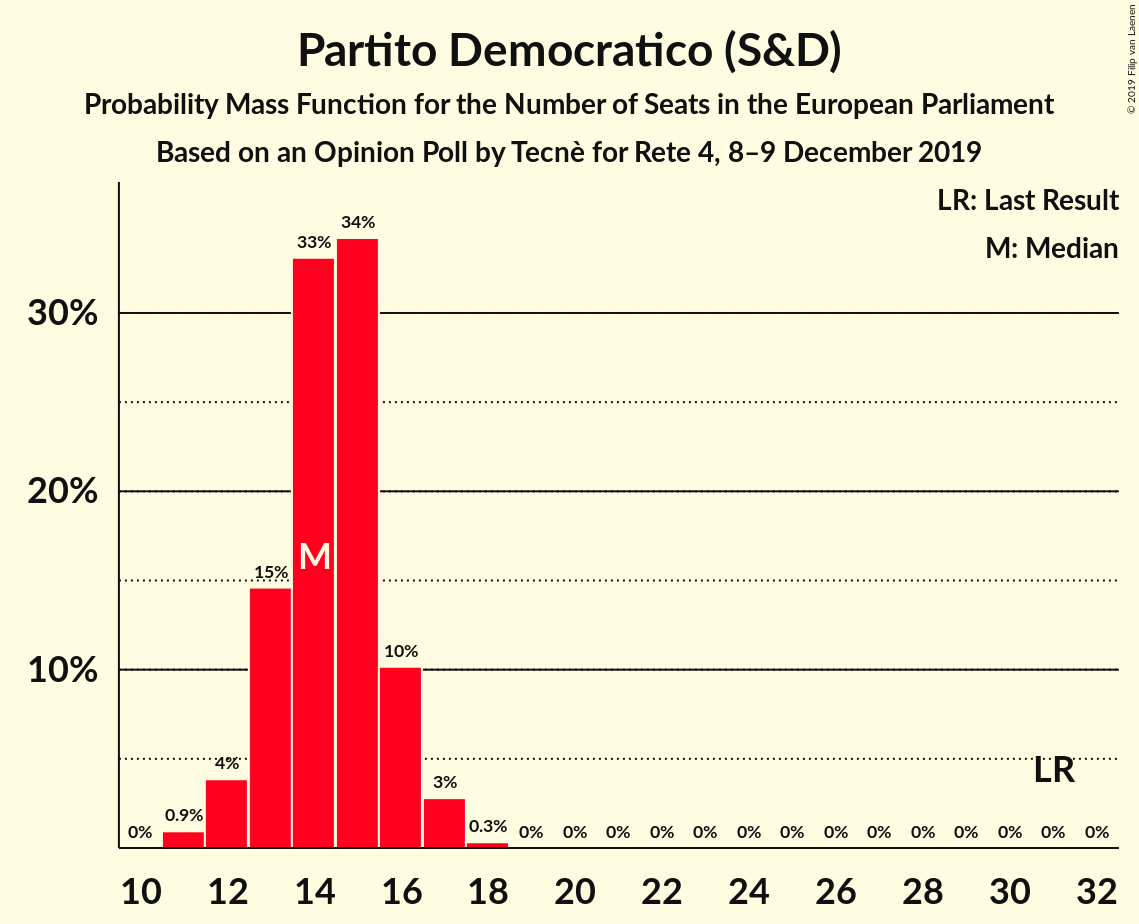 Partito Democratico (S&D)
Probability Mass Function for the Number of Seats in the European Parliament
Based on an Opinion Poll by Tecnè for Rete 4, 8–9 December 2019
© 2019 Filip van Laenen
LR: Last Result
M: Median
30%
20%
10%
0%
0.9%
4%
15%
33%
34%
10%
3%
0.3%
0%
0%
0%
0%
0%
0%
0%
0%
0%
0%
0%
0%
0%
0%
M
LR
10 12 14 16 18 20 22 24 26 28 30 32